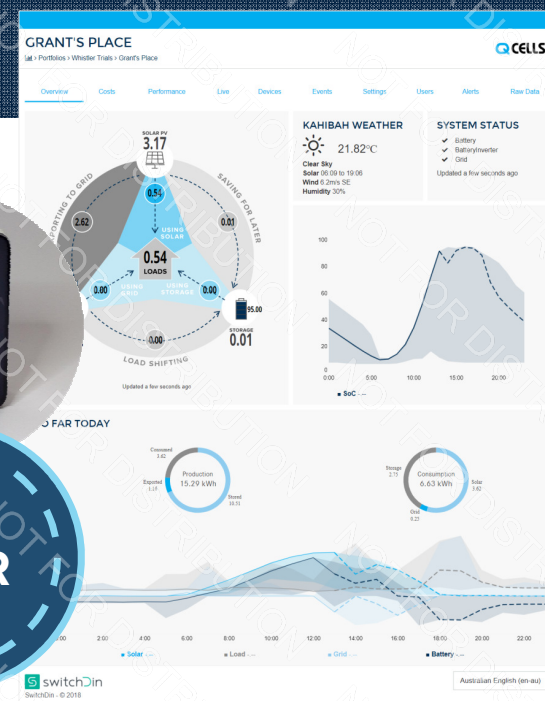 GRANT'S PLACE
QCELLS
Portfolios > Whistler Trials > Grant's Place
Overview Costs Performance Live Devices Events Settings Users Alerts Raw Data
SOLAR PV
3.17
EXPORTING TO GRID
SAVING FOR LATER
0.54
2.62
0.01
USING SOLAR
0.54
LOADS
0.00
USING GRID
USING STORAGE
0.00
95.00
STORAGE
0.01
0.00
LOAD SHIFTING
Updated a few seconds ago
KAHIBAH WEATHER
21.82°C
Clear Sky
Solar 06:09 to 19:06
Wind 6.2m/s SE
Humidity 30%
SYSTEM STATUS
Battery
BatteryInverter
Grid
Updated a few seconds ago
100
80
60
40
20
0
0:00 5:00 10:00 15:00 20:00
SoC - --
FAR TODAY
Consumed
3.62
Exported
1.15
Production
15.29 kWh
Stored
10.51
Storage
2.75
Consumption
6.63 kWh
Solar
3.62
Grid
0.25
R
2:00 4:00 6:00 8:00 10:00 12:00 14:00 16:00 18:00 20:00 22:00
Solar - -- Load - -- Grid - -- Battery - --
switchDin
SwitchDin - © 2018
Australian English (en-au)
NOT FOR DISTRIBUTION